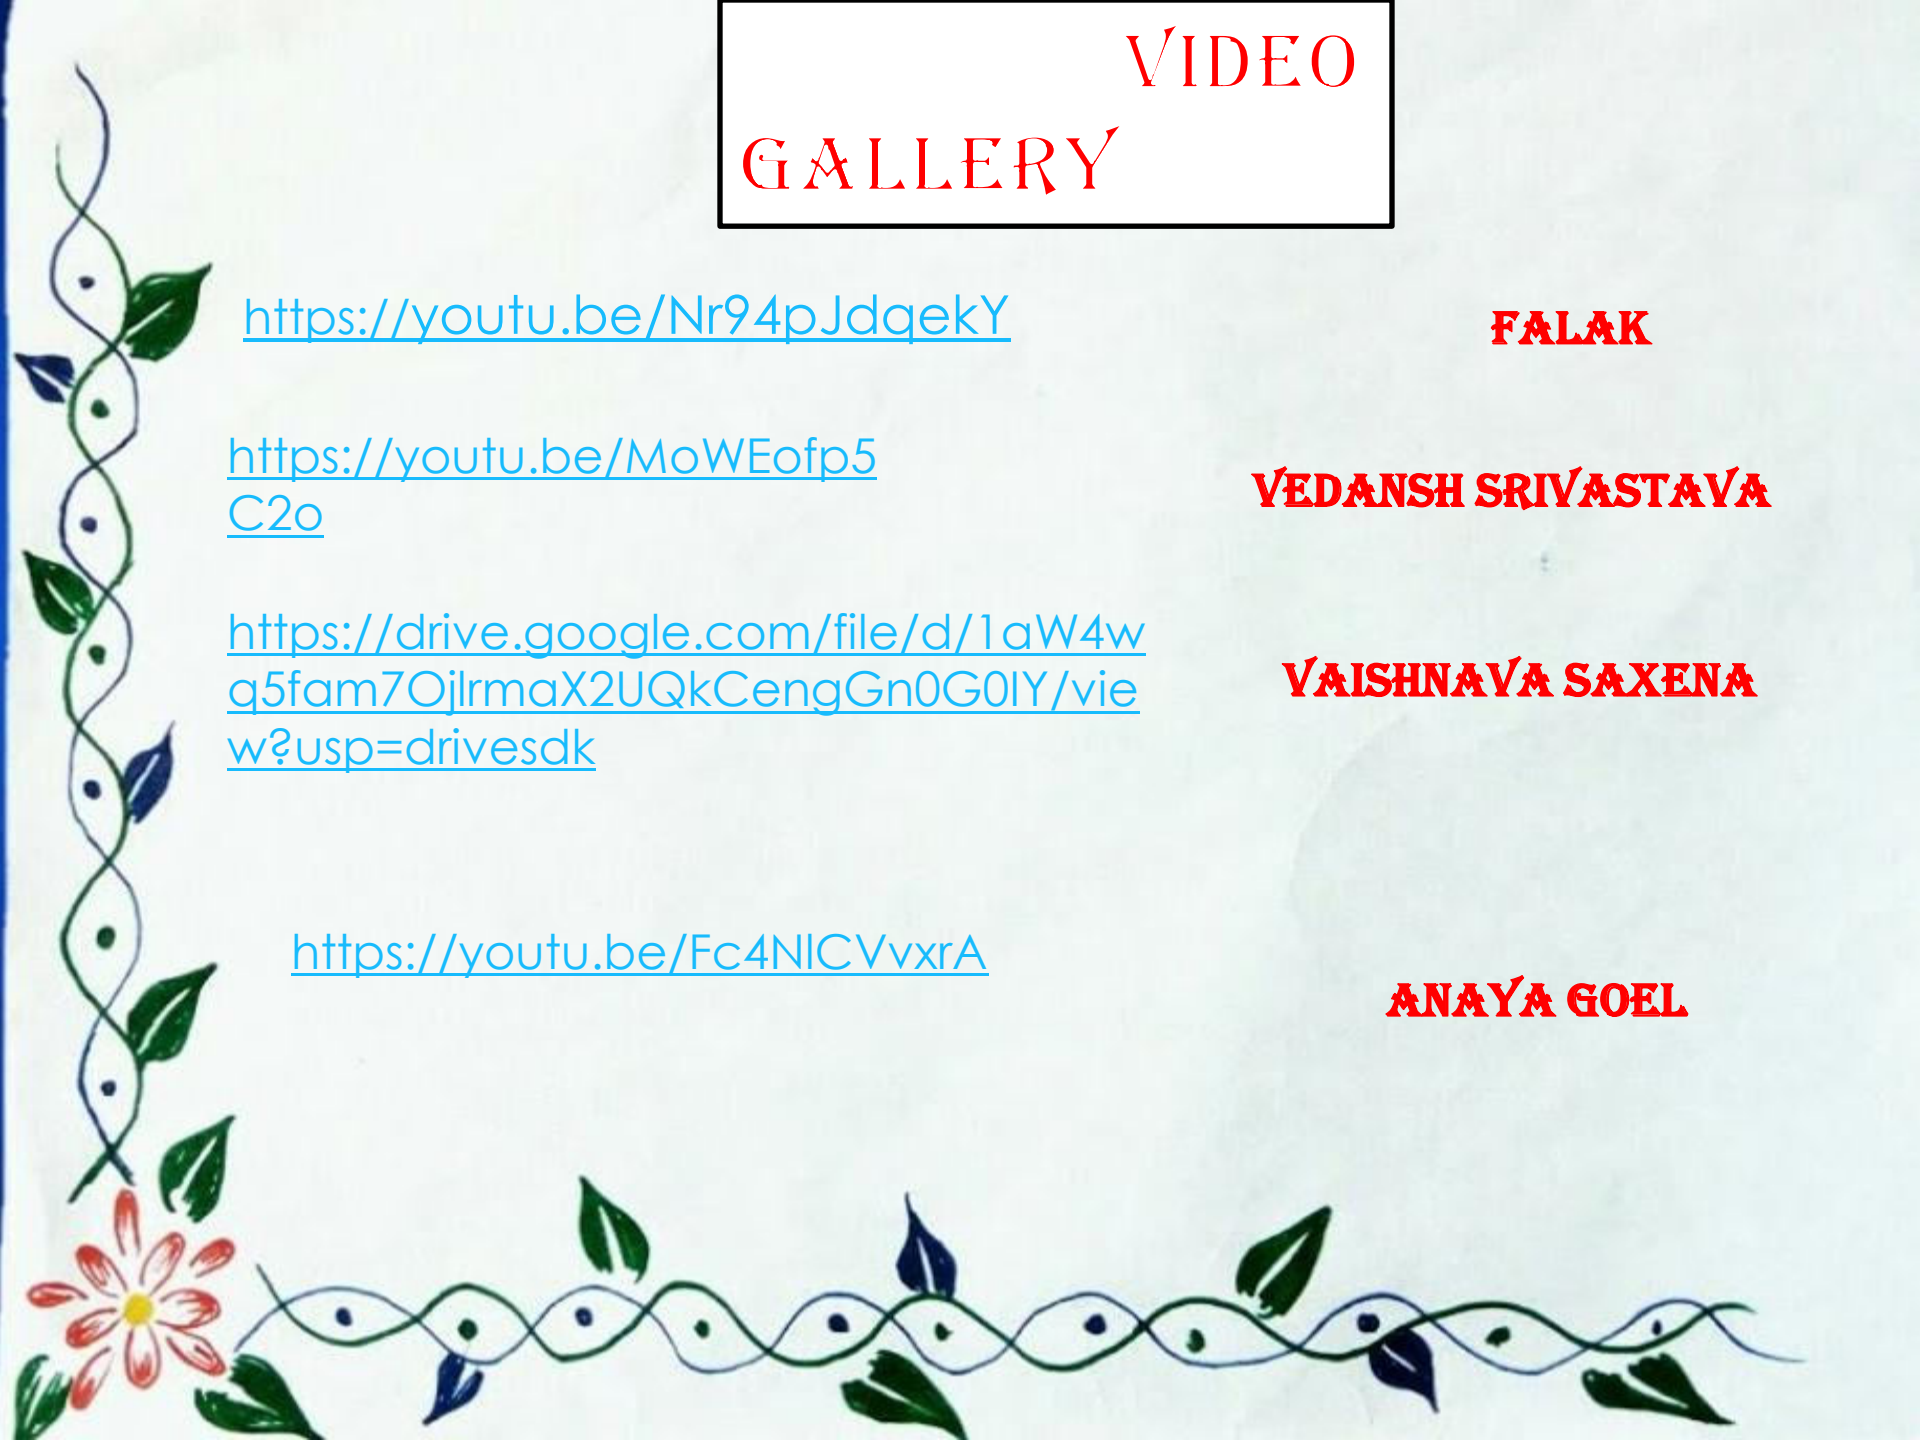 VIDEO
GALLERY
https://youtu.be/Nr94pJdqekY
FALAK
https://youtu.be/MoWEofp5
C2o
VEDANSH SRIVASTAVA
https://drive.google.com/file/d/1aW4w
q5fam7OjlrmaX2UQkCengGn0G0IY/vie
w?usp=drivesdk
VAISHNAVA SAXENA
https://youtu.be/Fc4NlCVvxrA
ANAYA GOEL